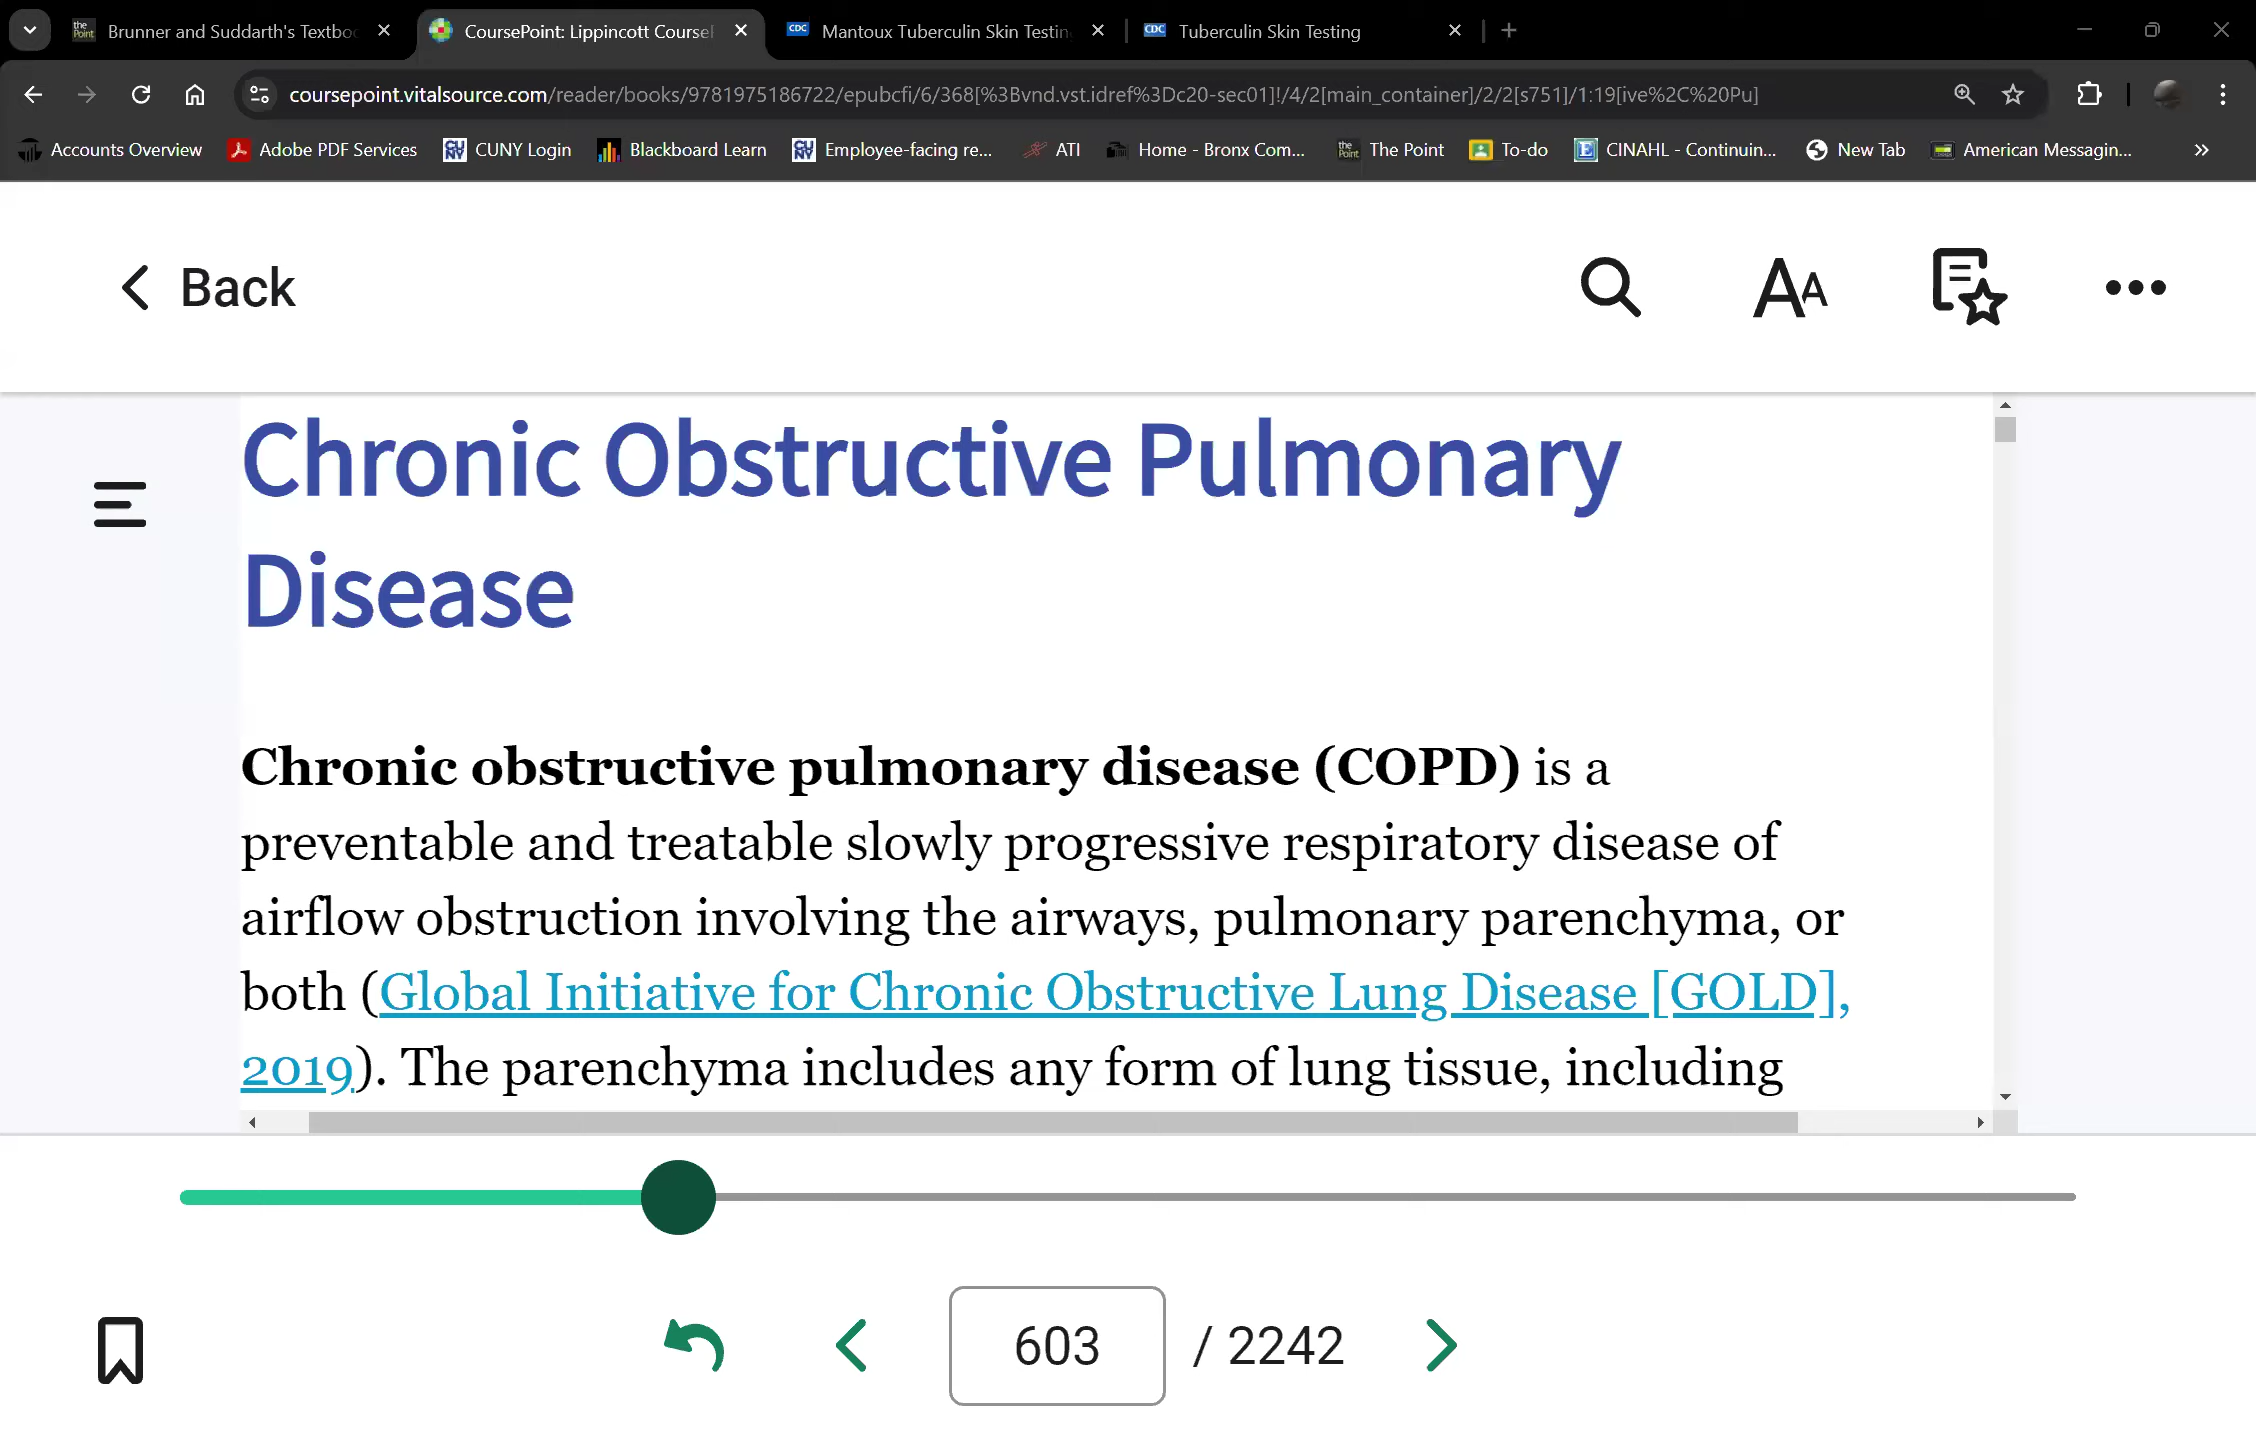 Brunner and Suddarth's Textbo
CoursePoint: Lippincott Course
Mantoux Tuberculin Skin Testin
Tuberculin Skin Testing
coursepoint.vitalsource.com/reader/books/9781975186722/epubcfi/6/368[%3Bvnd.vst.idref%3Dc20-sec01]!/4/2[main_container]/2/2[s751]/1:19[ive%2C%20Pu]
Accounts Overview
Adobe PDF Services
CUNY Login
Blackboard Learn
Employee-facing re...
ATI
Home - Bronx Com...
The Point
To-do
CINAHL - Continuin...
New Tab
American Messagin...
Back
Chronic Obstructive Pulmonary
Disease
Chronic obstructive pulmonary disease (COPD) is a
preventable and treatable slowly progressive respiratory disease of
airflow obstruction involving the airways, pulmonary parenchyma, or
both (Global Initiative for Chronic Obstructive Lung Disease [GOLD],
2019). The parenchyma includes any form of lung tissue, including
603 / 2242